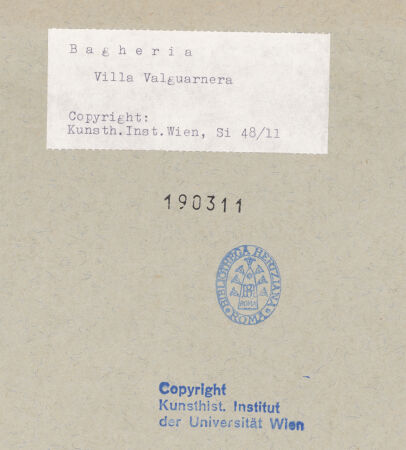 Bagheria
Villa Valguarnera
Copyright:
Kunsth.Inst.Wien, Si 48/11
190311
BIBLIOTHECA HERTZIANA
ROMA
ROMA
Copyright
Kunsthist. Institut
der Universität Wien